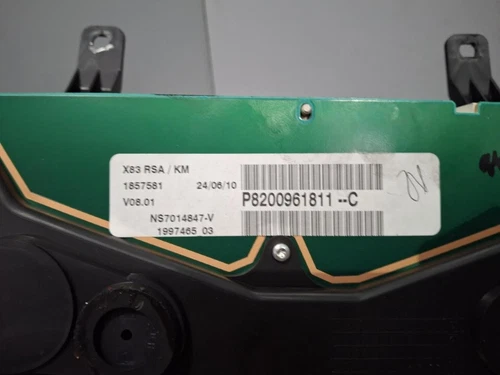 X83 RSA / KM
1857581 24/06/10
V08.01 P8200961811 --C
NS7014847-V
1997465 03